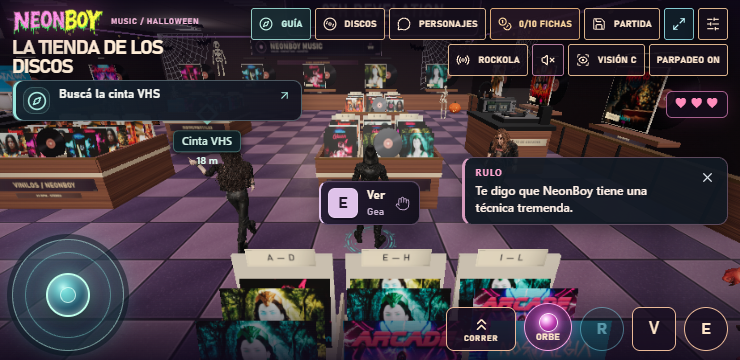 NEONBOY
MUSIC / HALLOWEEN
GUÍA
DISCOS
PERSONAJES
0/10 FICHAS
PARTIDA
LA TIENDA DE LOS
DISCOS
ROCKOLA
VISIÓN C
PARPADEO ON
NEONBOY MUSIC
Buscá la cinta VHS
Cinta VHS
18 m
VINILOS / NEONBOY
E
Ver
Gea
RULO
Te digo que NeonBoy tiene una
técnica tremenda.
A — D
E — H
I — L
ARCADE
CORRER
ORBE
R
V
E